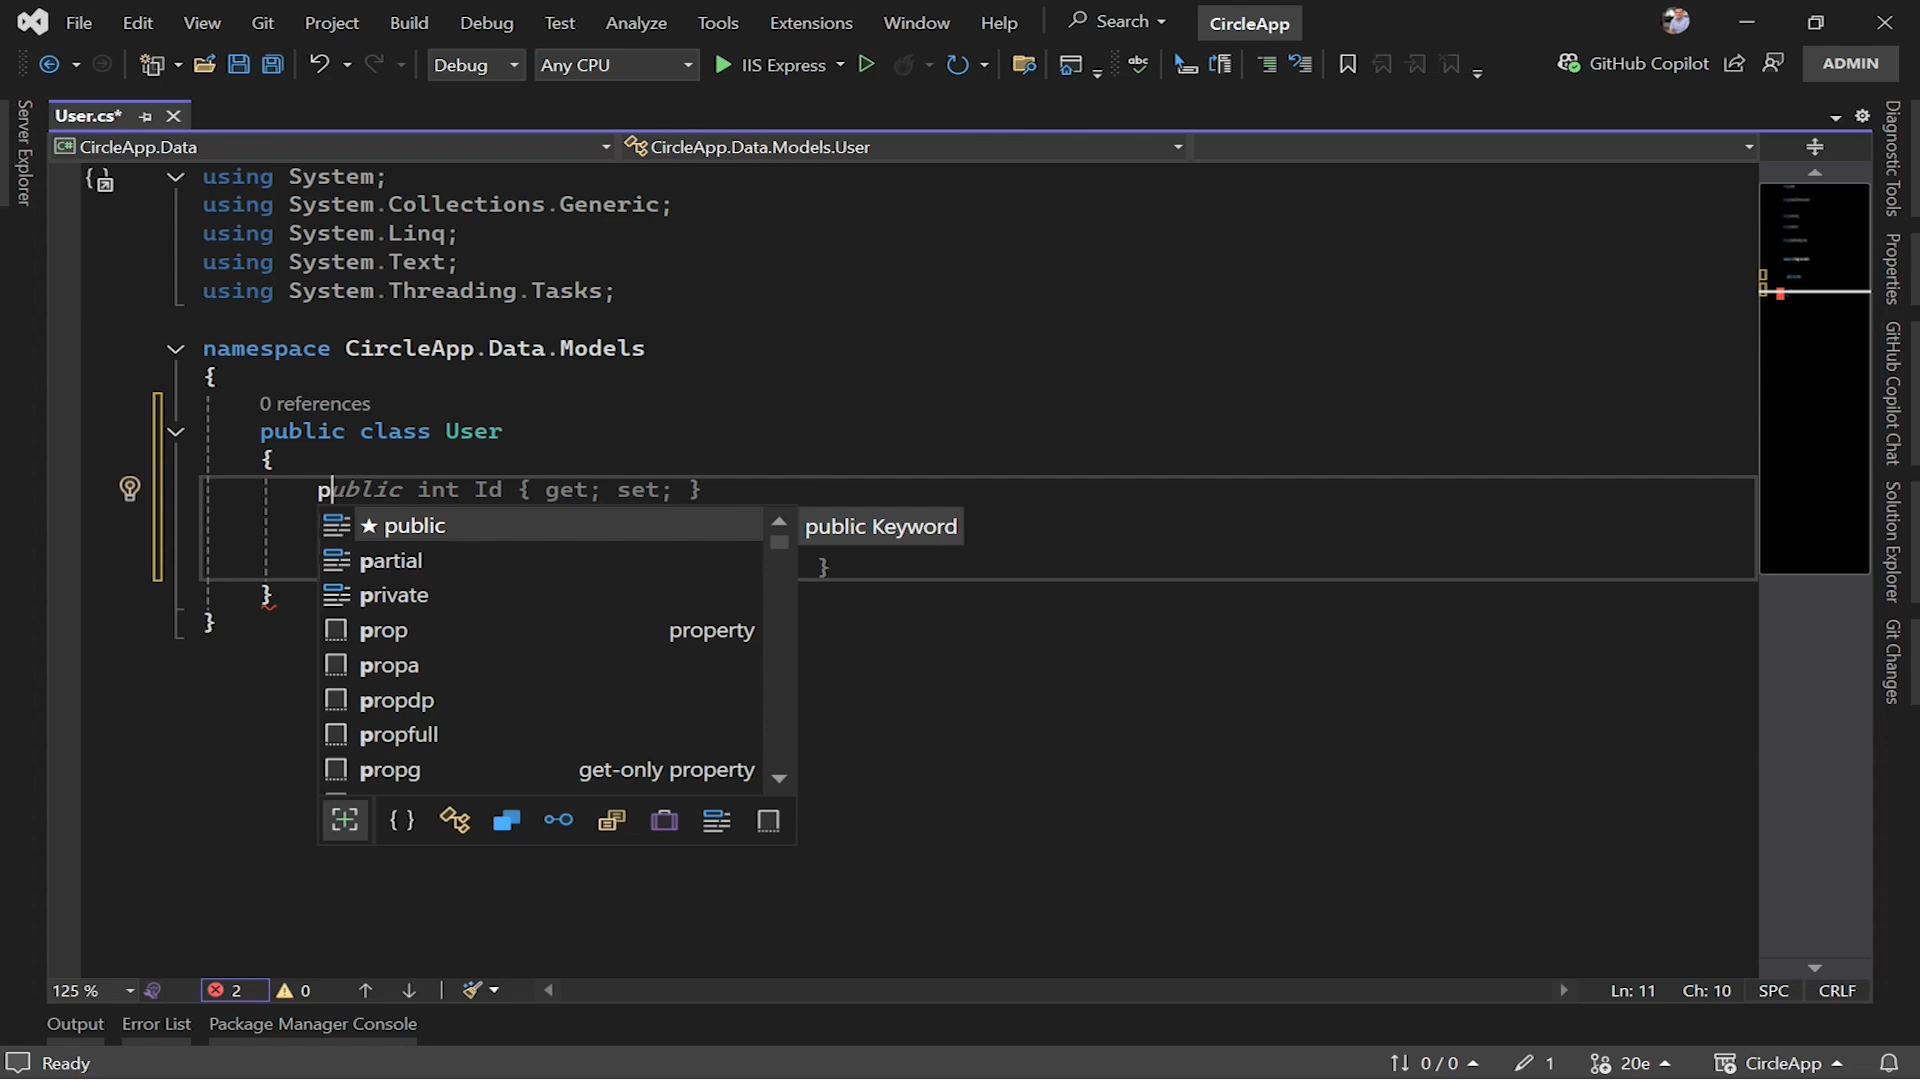 File Edit View Git Project Build Debug Test Analyze Tools Extensions Window Help Search CircleApp
Debug Any CPU IIS Express GitHub Copilot ADMIN
User.cs*
CircleApp.Data CircleApp.Data.Models.User
using System;
using System.Collections.Generic;
using System.Linq;
using System.Text;
using System.Threading.Tasks;
namespace CircleApp.Data.Models
{
0 references
public class User
{
public int Id { get; set; }
★ public
public Keyword
partial
}
private
}
prop property
}
propa
propdp
propfull
propg get-only property
Server Explorer
Diagnostic Tools
Properties
GitHub Copilot Chat
Solution Explorer
Git Changes
125 % 2 0 Ln: 11 Ch: 10 SPC CRLF
Output Error List Package Manager Console
Ready 0 / 0 1 20e CircleApp